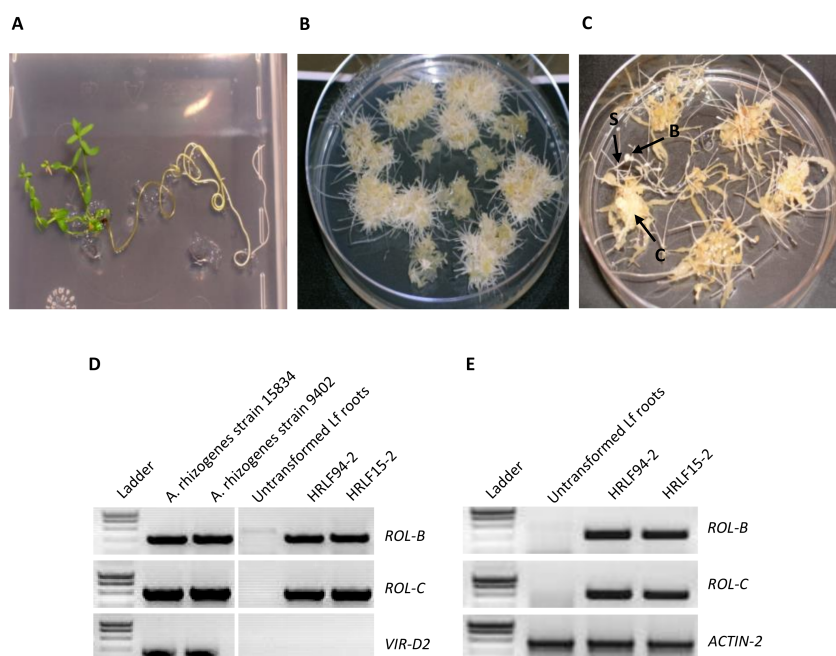 A
B
C
S
B
C
D
E
Ladder
A. rhizogenes strain 15834
A. rhizogenes strain 9402
Untransformed Lf roots
HRLF94-2
HRLF15-2
ROL-B
ROL-C
VIR-D2
Ladder
Untransformed Lf roots
HRLF94-2
HRLF15-2
ROL-B
ROL-C
ACTIN-2